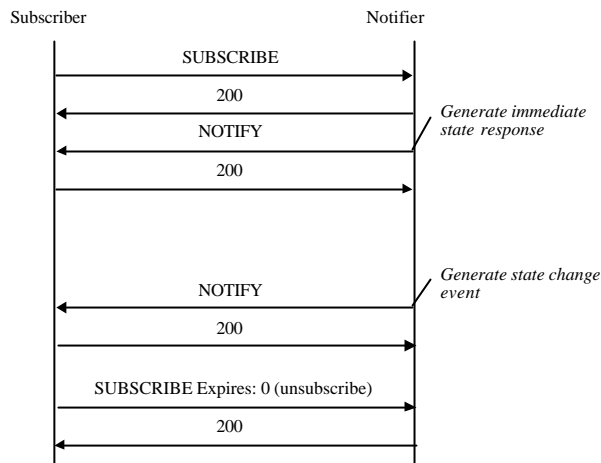 Subscriber
Notifier
SUBSCRIBE
200
Generate immediate
state response
NOTIFY
200
Generate state change
event
NOTIFY
200
SUBSCRIBE Expires: 0 (unsubscribe)
200